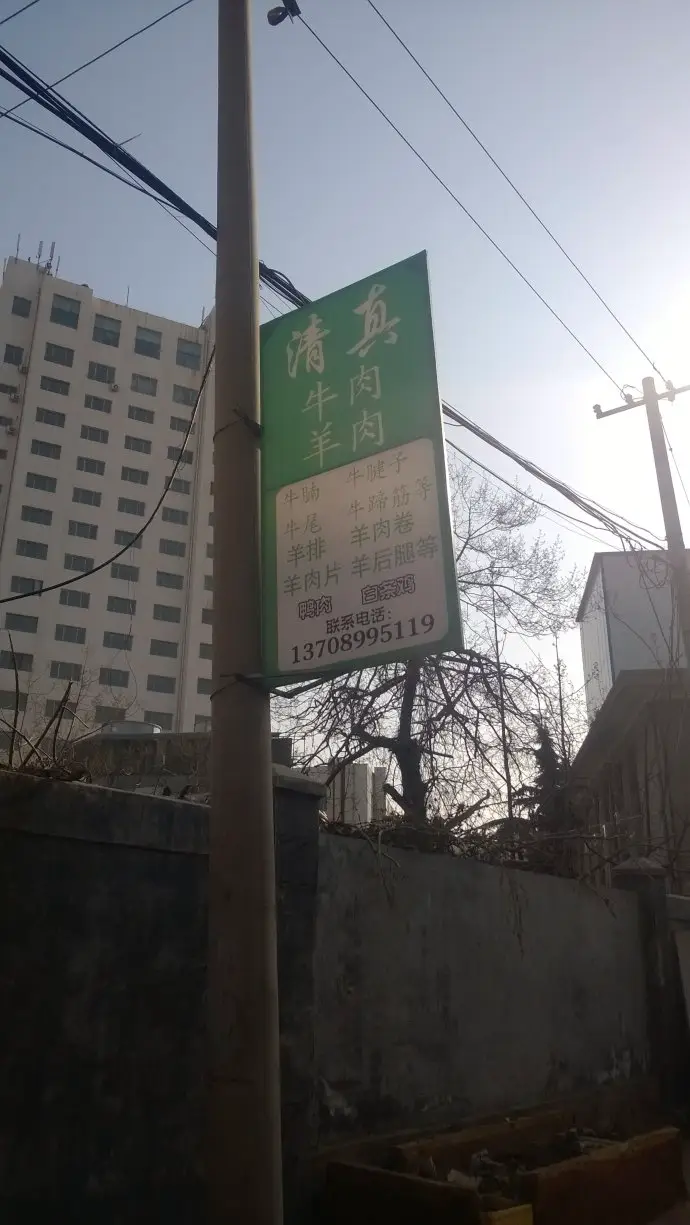 清真
牛肉
羊肉
牛腩 牛腱子
牛尾 牛蹄筋等
羊排 羊肉卷
羊肉片 羊后腿等
鸭肉 白条鸡
联系电话：
13708995119